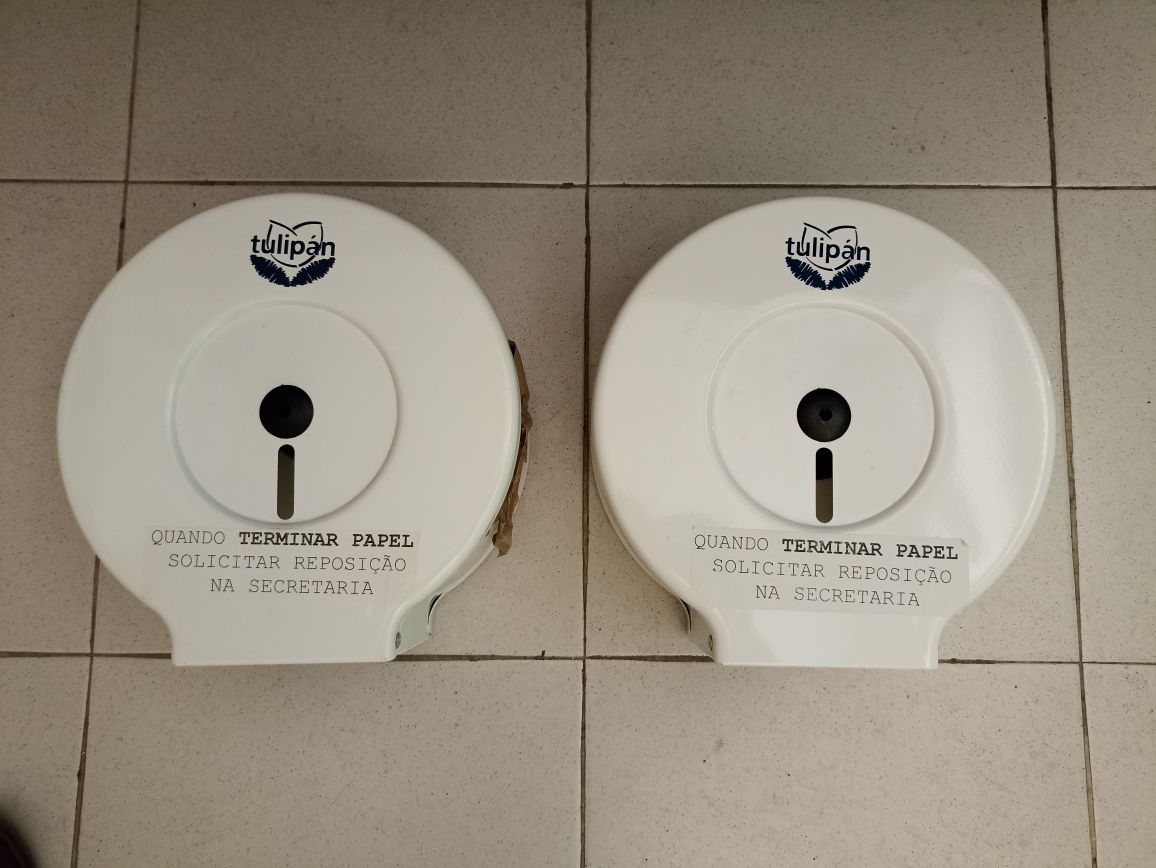 tulipán
QUANDO TERMINAR PAPEL
SOLICITAR REPOSIÇÃO
NA SECRETARIA
tulipán
QUANDO TERMINAR PAPEL
SOLICITAR REPOSIÇÃO
NA SECRETARIA